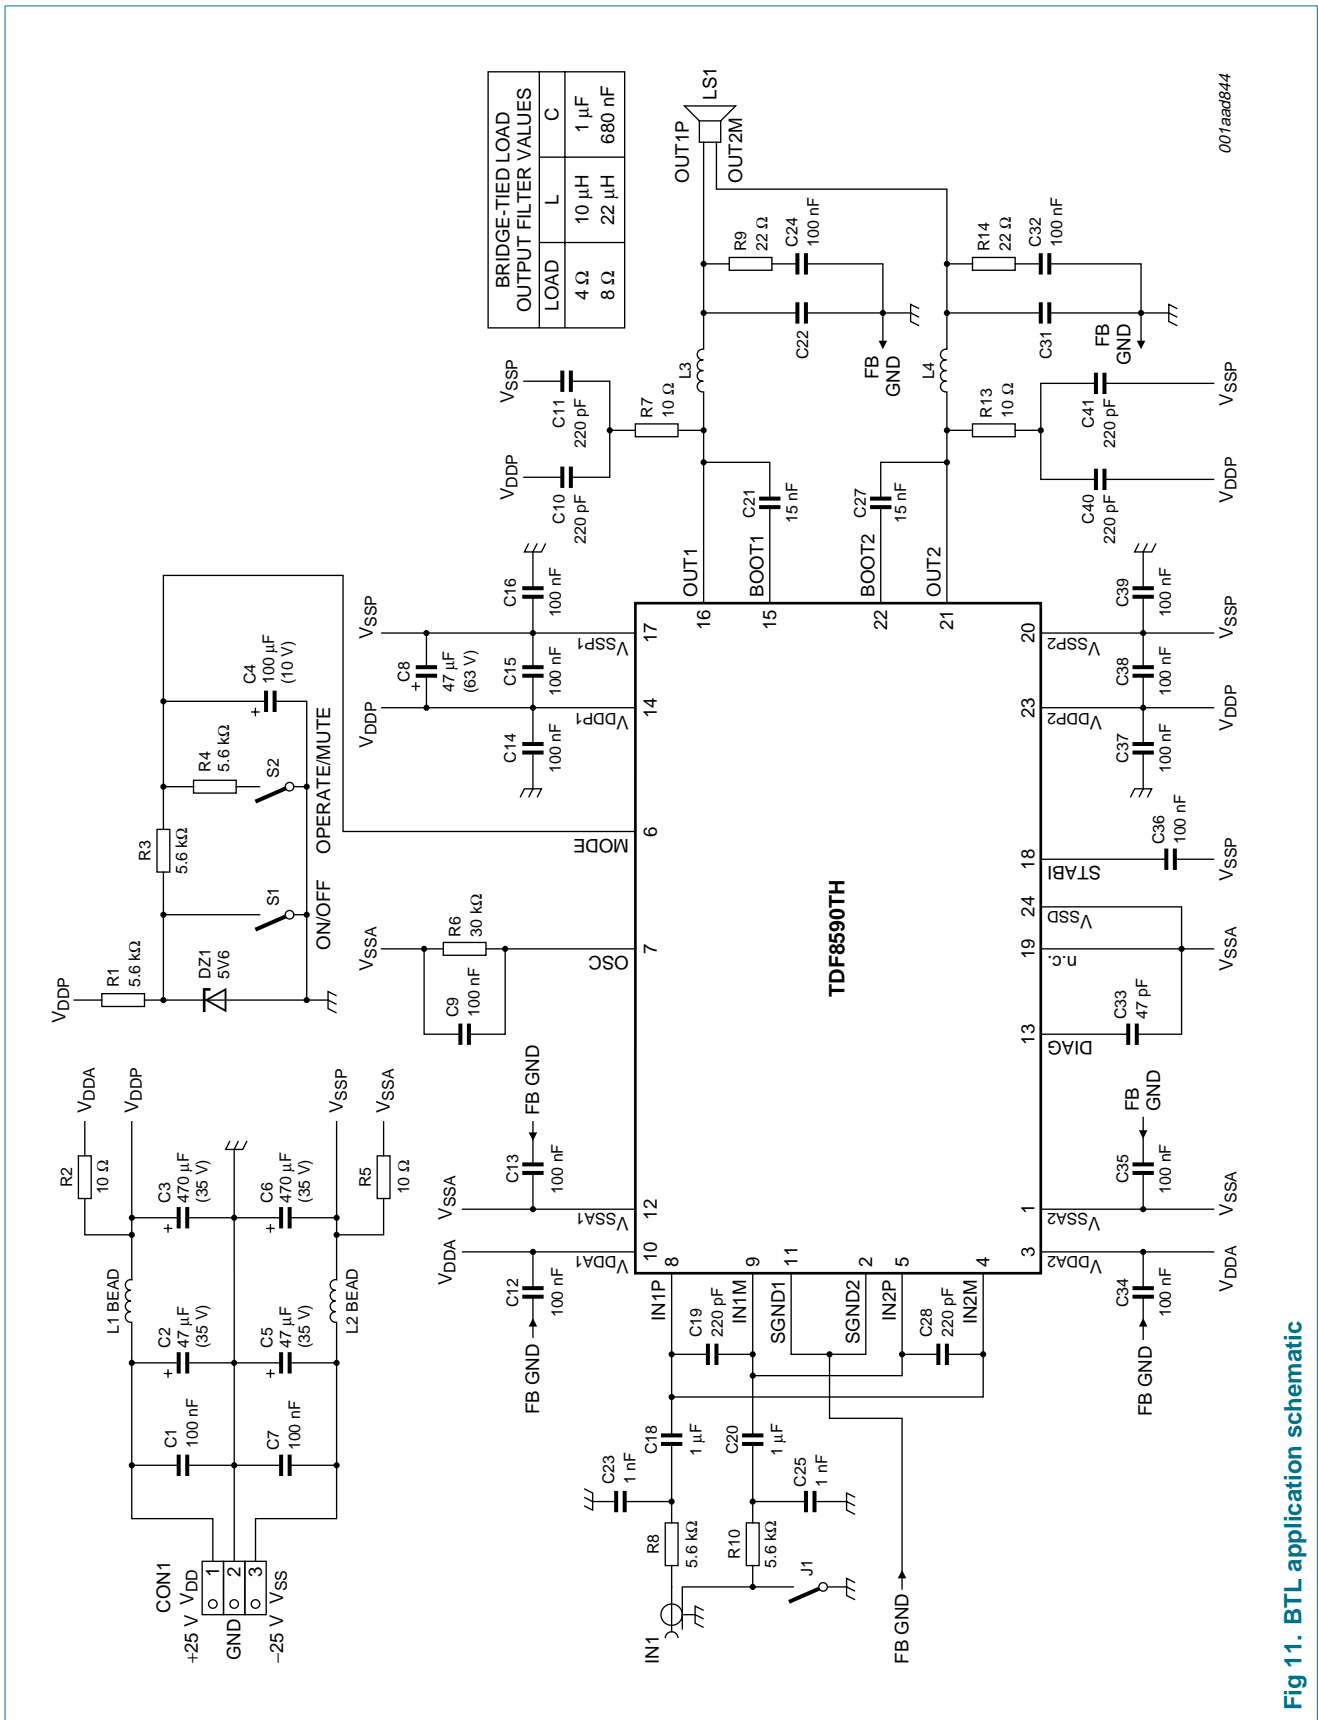 CON1
+25 V VDD
GND
−25 V VSS
1
2
3
C1
100 nF
C7
100 nF
C2
47 μF
(35 V)
C5
47 μF
(35 V)
L1 BEAD
L2 BEAD
C3
470 μF
(35 V)
C6
470 μF
(35 V)
R2
10 Ω
R5
10 Ω
VDDA
VDDP
VSSP
VSSA
VDDP
R1
5.6 kΩ
DZ1
5V6
S1
ON/OFF
R3
5.6 kΩ
R4
5.6 kΩ
S2
OPERATE/MUTE
C4
100 μF
(10 V)
BRIDGE-TIED LOAD
OUTPUT FILTER VALUES
LOAD L C
4 Ω 10 μH 1 μF
8 Ω 22 μH 680 nF
VDDA
VSSA
FB GND
C12
100 nF
C13
100 nF
FB GND
VSSA
C9
100 nF
R6
30 kΩ
VDDP
VSSP
C8
47 μF
(63 V)
C14
100 nF
C15
100 nF
C16
100 nF
VDDP
VSSP
C10
220 pF
C11
220 pF
R7
10 Ω
VDDA1
10
VSSA1
12
OSC
7
MODE
6
VDDP1
14
VSSP1
17
IN1P
8
IN1M
9
SGND1
11
SGND2
2
IN2P
5
IN2M
4
TDF8590TH
16
OUT1
15
BOOT1
22
BOOT2
21
OUT2
IN1
R8
5.6 kΩ
R10
5.6 kΩ
J1
C23
1 nF
C25
1 nF
C18
1 μF
C20
1 μF
C19
220 pF
C28
220 pF
FB GND
C21
15 nF
C27
15 nF
L3
L4
R9
22 Ω
C24
100 nF
C22
FB
GND
R14
22 Ω
C32
100 nF
C31
FB
GND
OUT1P
OUT2M
LS1
R13
10 Ω
C40
220 pF
C41
220 pF
VDDP
VSSP
3
VDDA2
1
VSSA2
13
DIAG
19
n.c.
24
VSSD
18
STABI
23
VDDP2
20
VSSP2
FB GND
C34
100 nF
C35
100 nF
FB
GND
VDDA
VSSA
C33
47 pF
VSSA
C36
100 nF
VSSP
C37
100 nF
C38
100 nF
C39
100 nF
VDDP
VSSP
001aad844
Fig 11. BTL application schematic